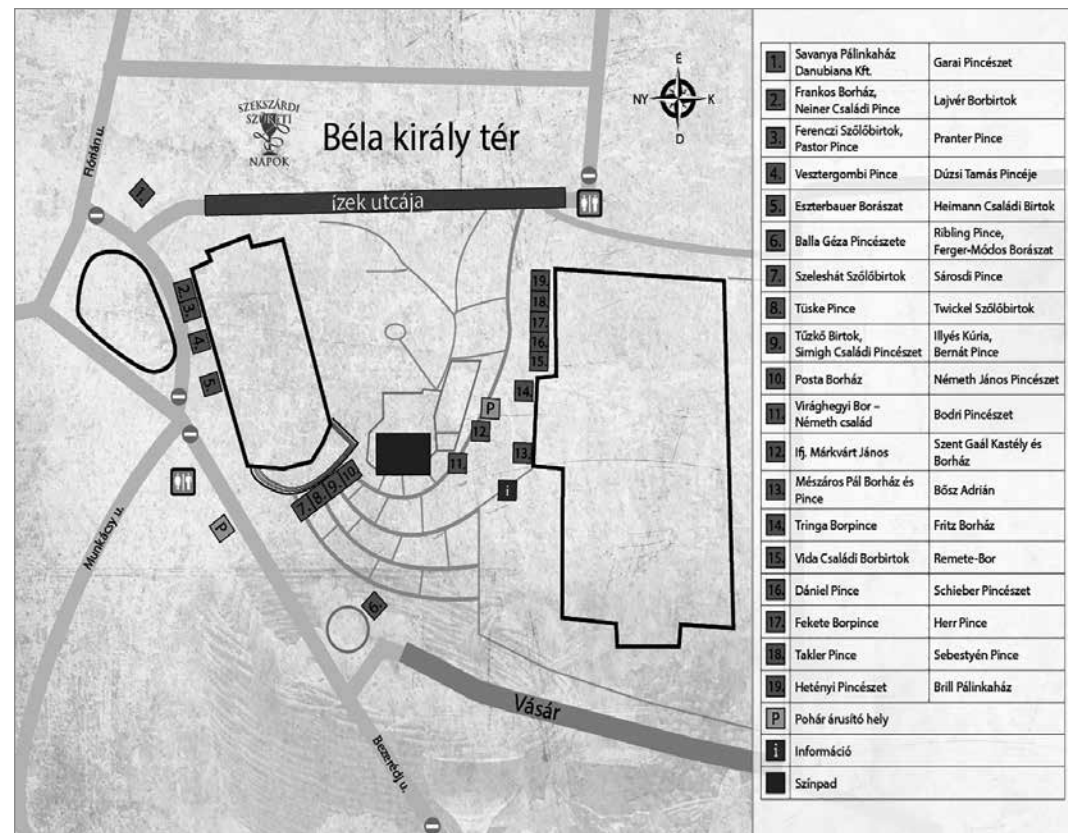 SZEKSZÁRDI
SZÜRETI
NAPOK
Béla király tér
É
NY
K
D
Flórián u.
ízek utcája
1.
2.
3.
4.
5.
19.
18.
17.
16.
15.
14.
P
12.
13.
11.
i
10.
9.
8.
7.
P
6.
Munkácsy u.
Vásár
Bezerédj u.
1. Savanya Pálinkaház Garai Pincészet
Danubiana Kft.
2. Frankos Borház, Lajvér Borbirtok
Neiner Családi Pince
3. Ferenczi Szőlőbirtok, Pranter Pince
Pastor Pince
4. Vesztergombi Pince Dúzsi Tamás Pincéje
5. Eszterbauer Borászat Heimann Családi Birtok
6. Balla Géza Pincészete Ribling Pince,
Ferger-Módos Borászat
7. Szeleshát Szőlőbirtok Sárosdi Pince
8. Tüske Pince Twickel Szőlőbirtok
9. Tűzkő Birtok, Illyés Kúria,
Simigh Családi Pincészet Bernát Pince
10. Posta Borház Németh János Pincészet
11. Virághegyi Bor – Bodri Pincészet
Németh család
12. Ifj. Márkvárt János Szent Gaál Kastély és
Borház
13. Mészáros Pál Borház és Bősz Adrián
Pince
14. Tringa Borpince Fritz Borház
15. Vida Családi Borbirtok Remete-Bor
16. Dániel Pince Schieber Pincészet
17. Fekete Borpince Herr Pince
18. Takler Pince Sebestyén Pince
19. Hetényi Pincészet Brill Pálinkaház
P Pohár árusító hely
i Információ
Színpad